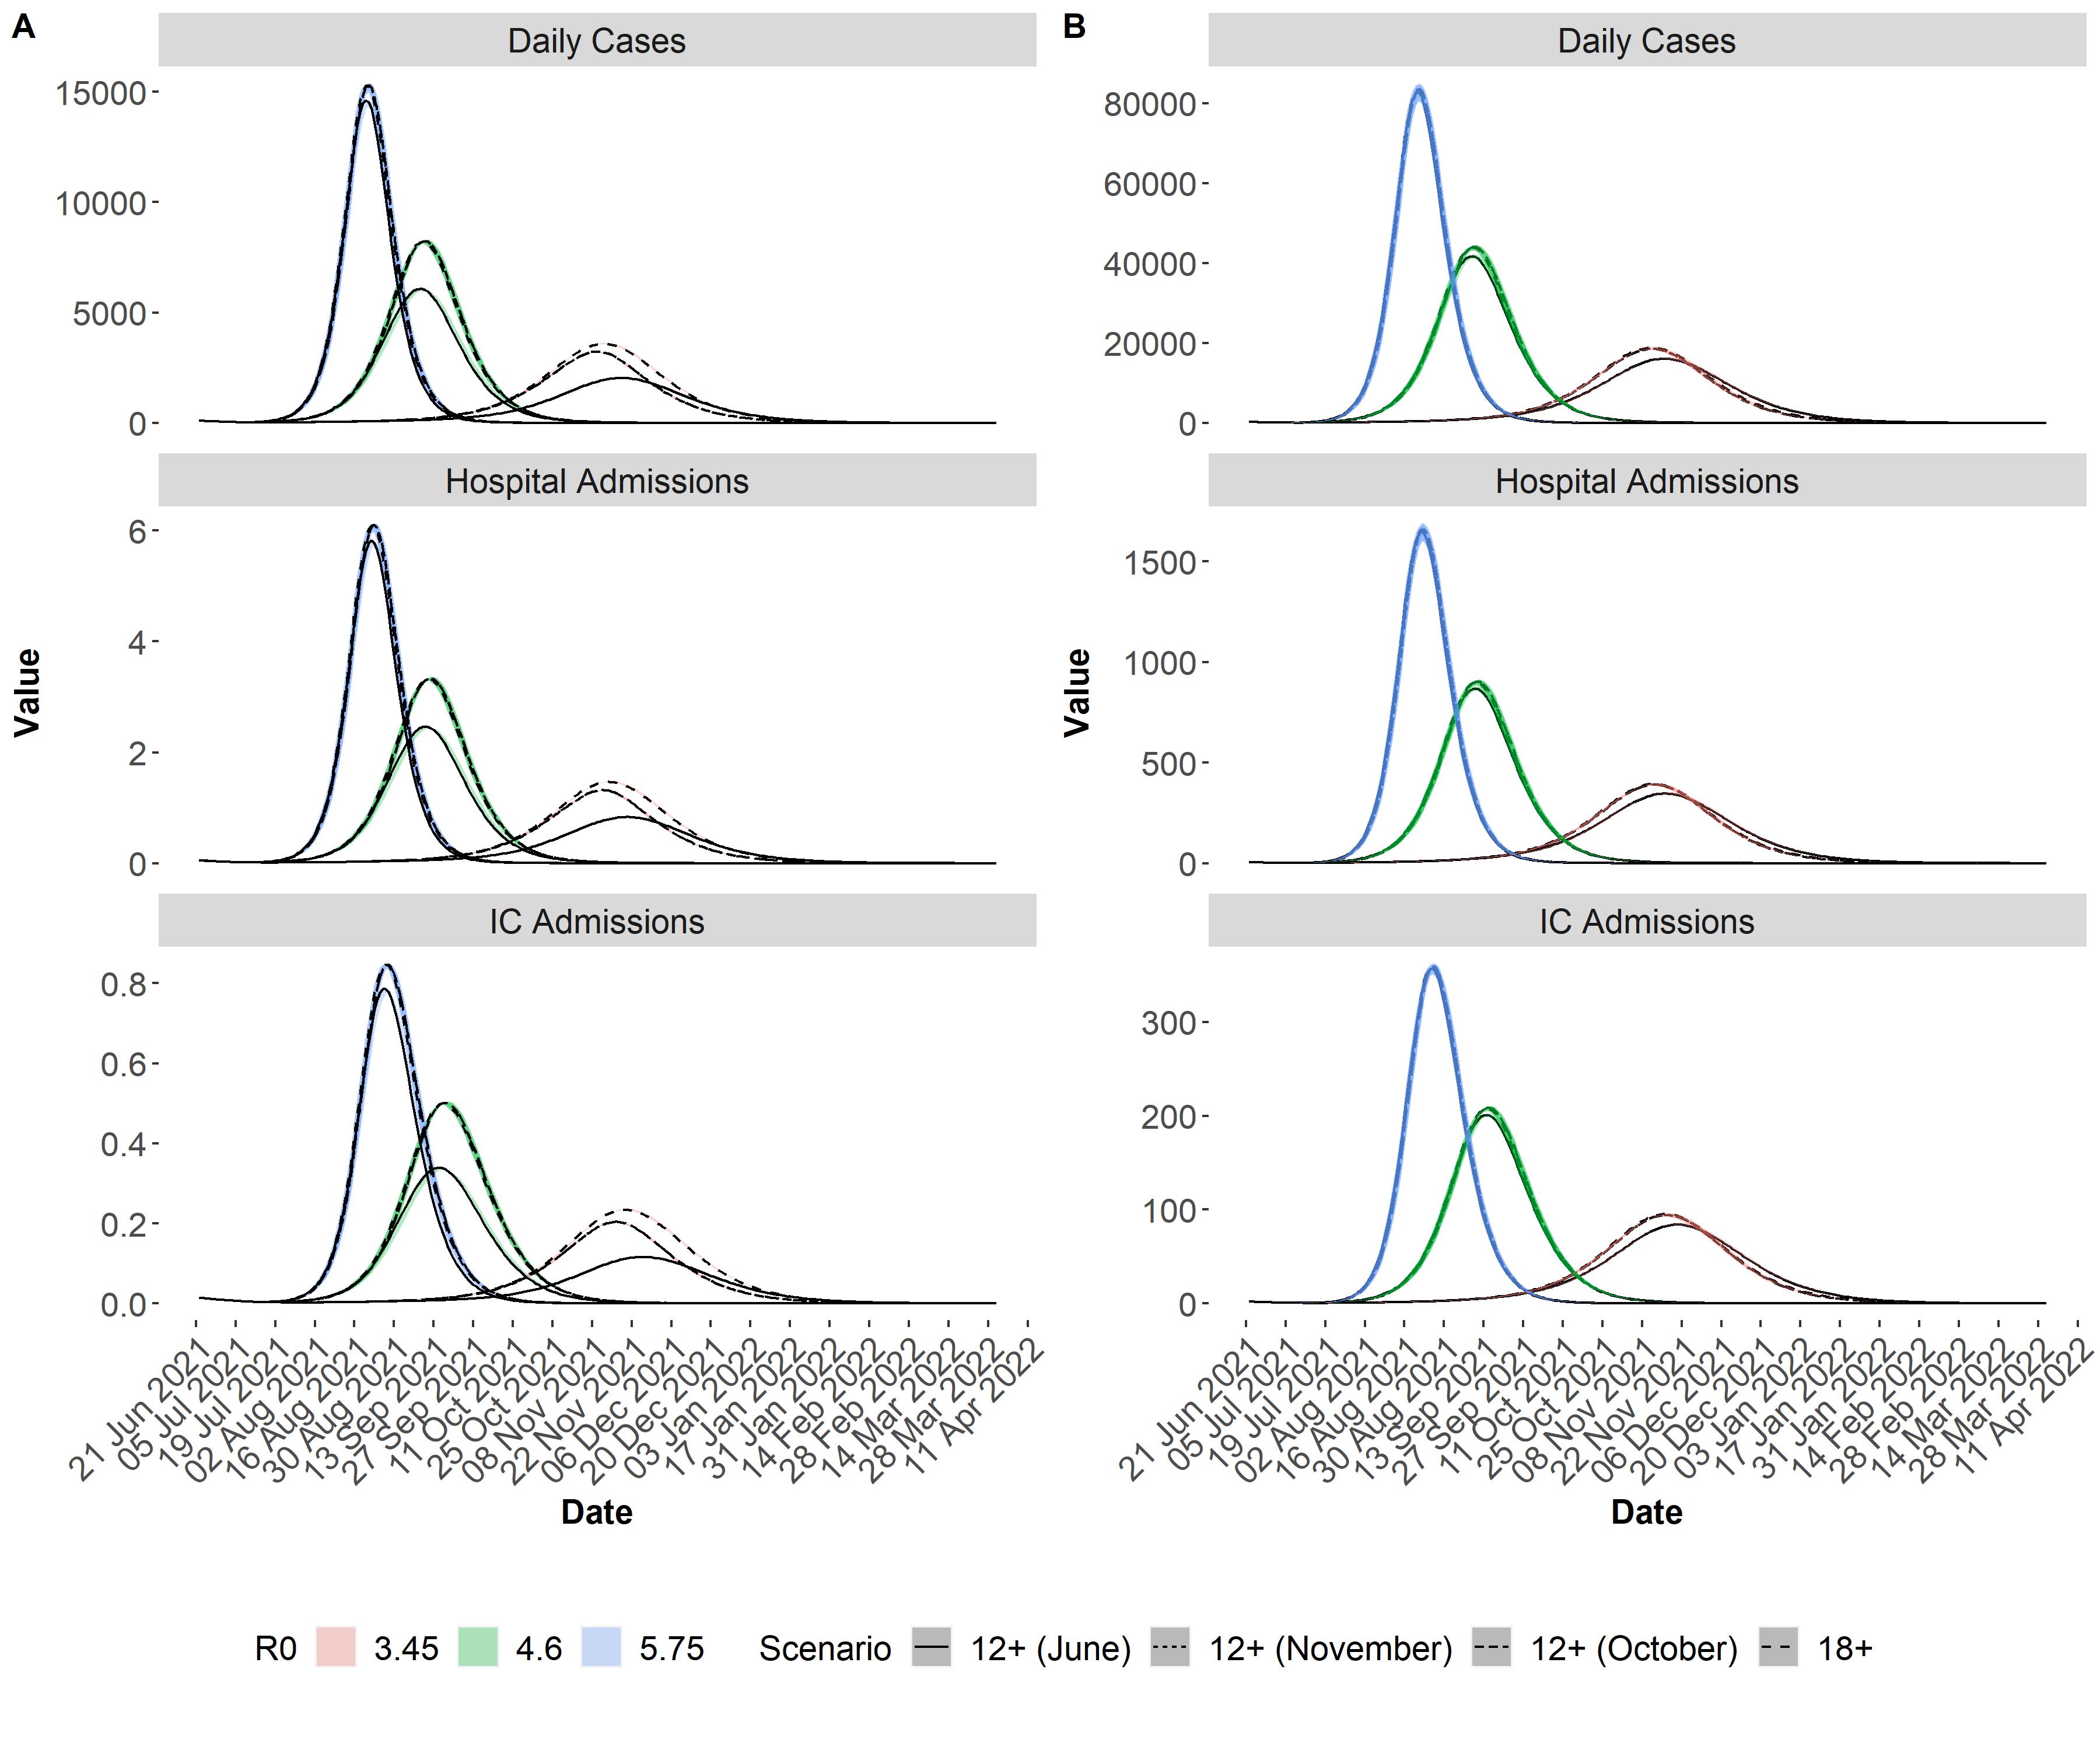 A
Daily Cases
15000
10000
5000
0
Hospital Admissions
6
4
2
0
IC Admissions
0.8
0.6
0.4
0.2
0.0
Value
21 Jun 2021
05 Jul 2021
19 Jul 2021
02 Aug 2021
16 Aug 2021
30 Aug 2021
13 Sep 2021
27 Sep 2021
11 Oct 2021
25 Oct 2021
08 Nov 2021
22 Nov 2021
06 Dec 2021
20 Dec 2021
03 Jan 2022
17 Jan 2022
31 Jan 2022
14 Feb 2022
28 Feb 2022
14 Mar 2022
28 Mar 2022
11 Apr 2022
Date
B
Daily Cases
80000
60000
40000
20000
0
Hospital Admissions
1500
1000
500
0
IC Admissions
300
200
100
0
Value
21 Jun 2021
05 Jul 2021
19 Jul 2021
02 Aug 2021
16 Aug 2021
30 Aug 2021
13 Sep 2021
27 Sep 2021
11 Oct 2021
25 Oct 2021
08 Nov 2021
22 Nov 2021
06 Dec 2021
20 Dec 2021
03 Jan 2022
17 Jan 2022
31 Jan 2022
14 Feb 2022
28 Feb 2022
14 Mar 2022
28 Mar 2022
11 Apr 2022
Date
R0 3.45 4.6 5.75 Scenario 12+ (June) 12+ (November) 12+ (October) 18+